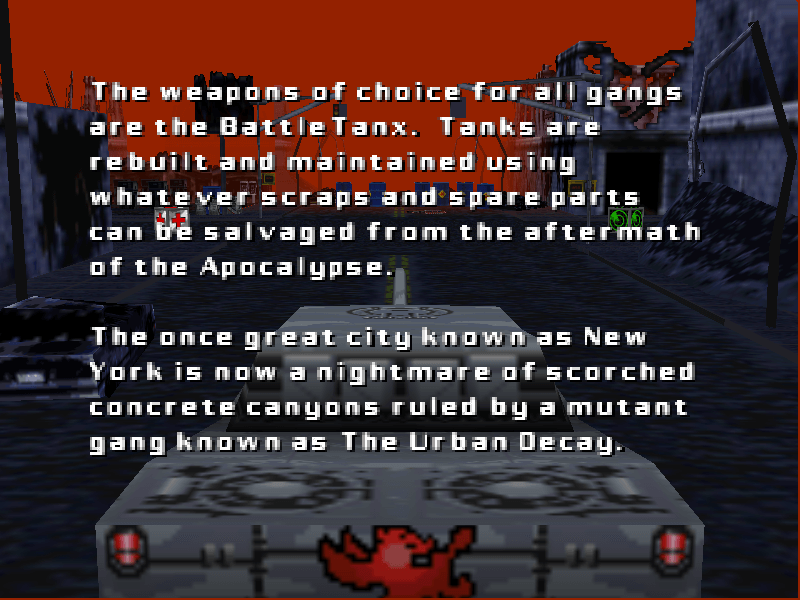 The weapons of choice for all gangs
are the BattleTanx. Tanks are
rebuilt and maintained using
whatever scraps and spare parts
can be salvaged from the aftermath
of the Apocalypse.
The once great city known as New
York is now a nightmare of scorched
concrete canyons ruled by a mutant
gang known as The Urban Decay.